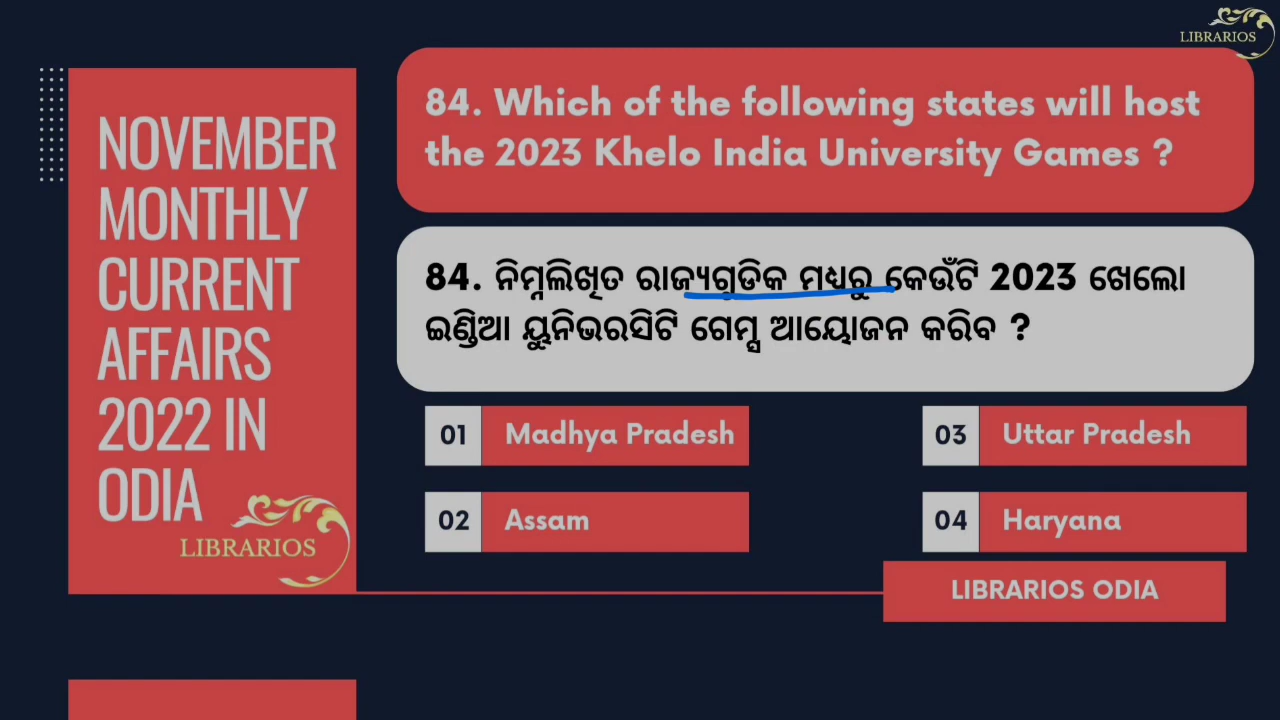 LIBRARIOS
NOVEMBER
MONTHLY
CURRENT
AFFAIRS
2022 IN
ODIA
LIBRARIOS
84. Which of the following states will host
the 2023 Khelo India University Games ?
84. ନିମ୍ନଲିଖିତ ରାଜ୍ୟଗୁଡିକ ମଧ୍ୟରୁ କେଉଁଟି 2023 ଖେଲୋ
ଇଣ୍ଡିଆ ୟୁନିଭରସିଟି ଗେମ୍ସ ଆୟୋଜନ କରିବ ?
01 Madhya Pradesh
02 Assam
03 Uttar Pradesh
04 Haryana
LIBRARIOS ODIA